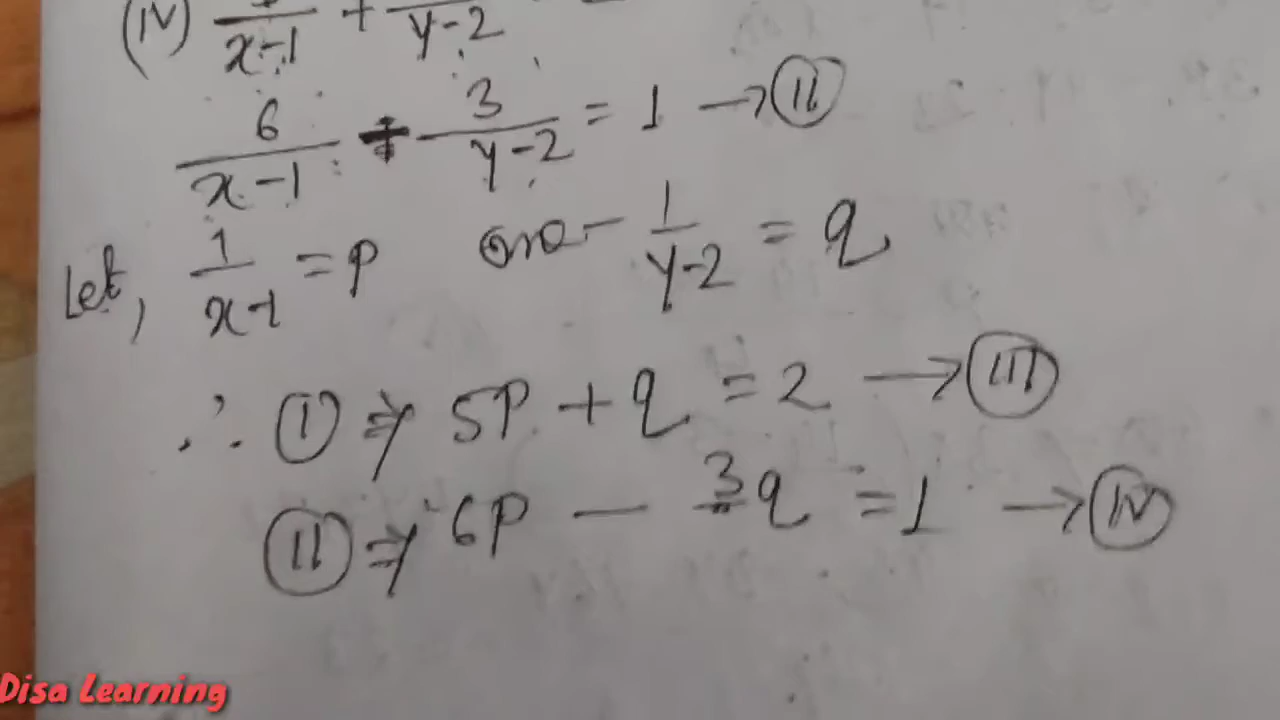 (iv) —/(x-1) + —/(y-2)
6/(x-1) - 3/(y-2) = 1 → (II)
Let, 1/(x-1) = p আৰু 1/(y-2) = q
∴ (I) ⇒ 5p + q = 2 → (III)
(II) ⇒ 6p - 3q = 1 → (IV)
Disa Learning